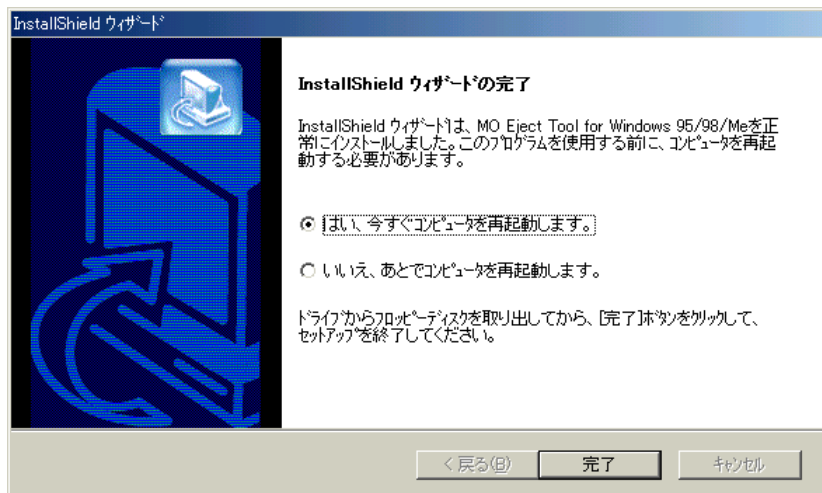 InstallShield ウィザード
InstallShield ウィザードの完了
InstallShield ウィザードは、MO Eject Tool for Windows 95/98/Meを正
常にインストールしました。このプログラムを使用する前に、コンピュータを再起
動する必要があります。
はい、今すぐコンピュータを再起動します。
いいえ、あとでコンピュータを再起動します。
ドライブからフロッピーディスクを取り出してから、[完了]ボタンをクリックして、
セットアップを終了してください。
< 戻る(B)
完了
キャンセル